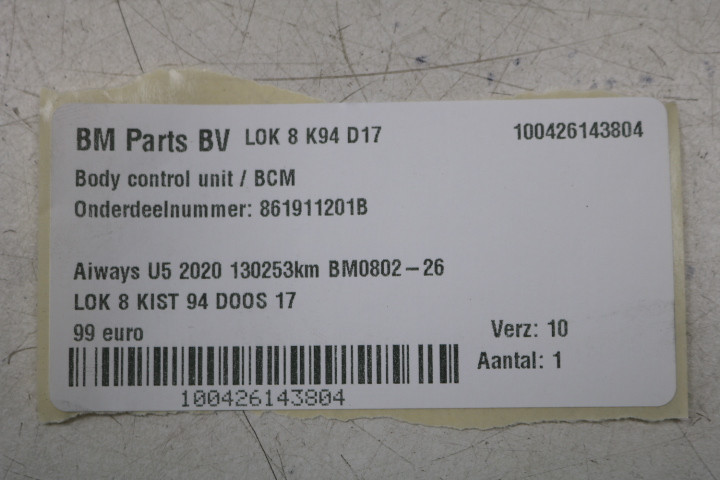 BM Parts BV LOK 8 K94 D17 100426143804
Body control unit / BCM
Onderdeelnummer: 861911201B
Aiways U5 2020 130253km BM0802-26
LOK 8 KIST 94 DOOS 17
99 euro Verz: 10
Aantal: 1
100426143804